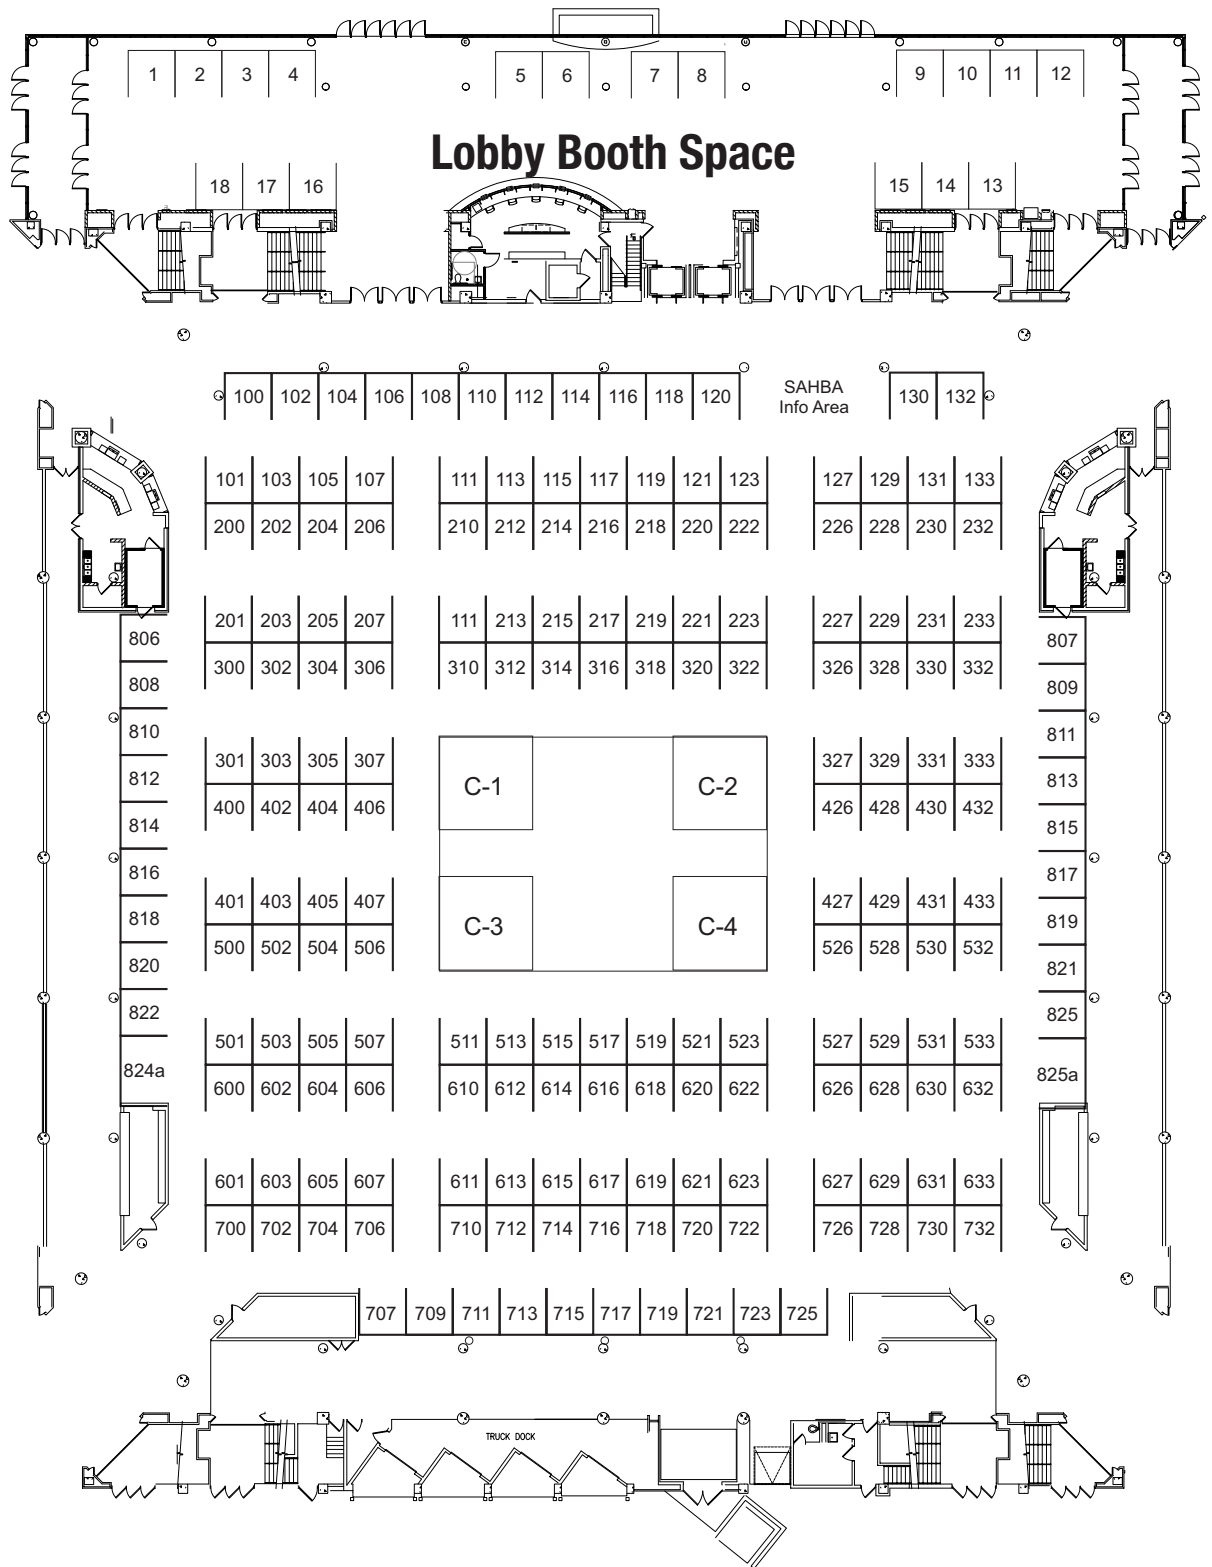 1 2 3 4 5 6 7 8 9 10 11 12
Lobby Booth Space
18 17 16 15 14 13
100 102 104 106 108 110 112 114 116 118 120 SAHBA 130 132
Info Area
101 103 105 107 111 113 115 117 119 121 123 127 129 131 133
200 202 204 206 210 212 214 216 218 220 222 226 228 230 232
201 203 205 207 111 213 215 217 219 221 223 227 229 231 233
806 807
300 302 304 306 310 312 314 316 318 320 322 326 328 330 332
808 809
810 811
301 303 305 307 C-1 C-2 327 329 331 333
812 813
400 402 404 406 426 428 430 432
814 815
816 817
401 403 405 407 427 429 431 433
818 C-3 C-4 819
500 502 504 506 526 528 530 532
820 821
822 825
501 503 505 507 511 513 515 517 519 521 523 527 529 531 533
824a 825a
600 602 604 606 610 612 614 616 618 620 622 626 628 630 632
601 603 605 607 611 613 615 617 619 621 623 627 629 631 633
700 702 704 706 710 712 714 716 718 720 722 726 728 730 732
707 709 711 713 715 717 719 721 723 725
TRUCK DOCK